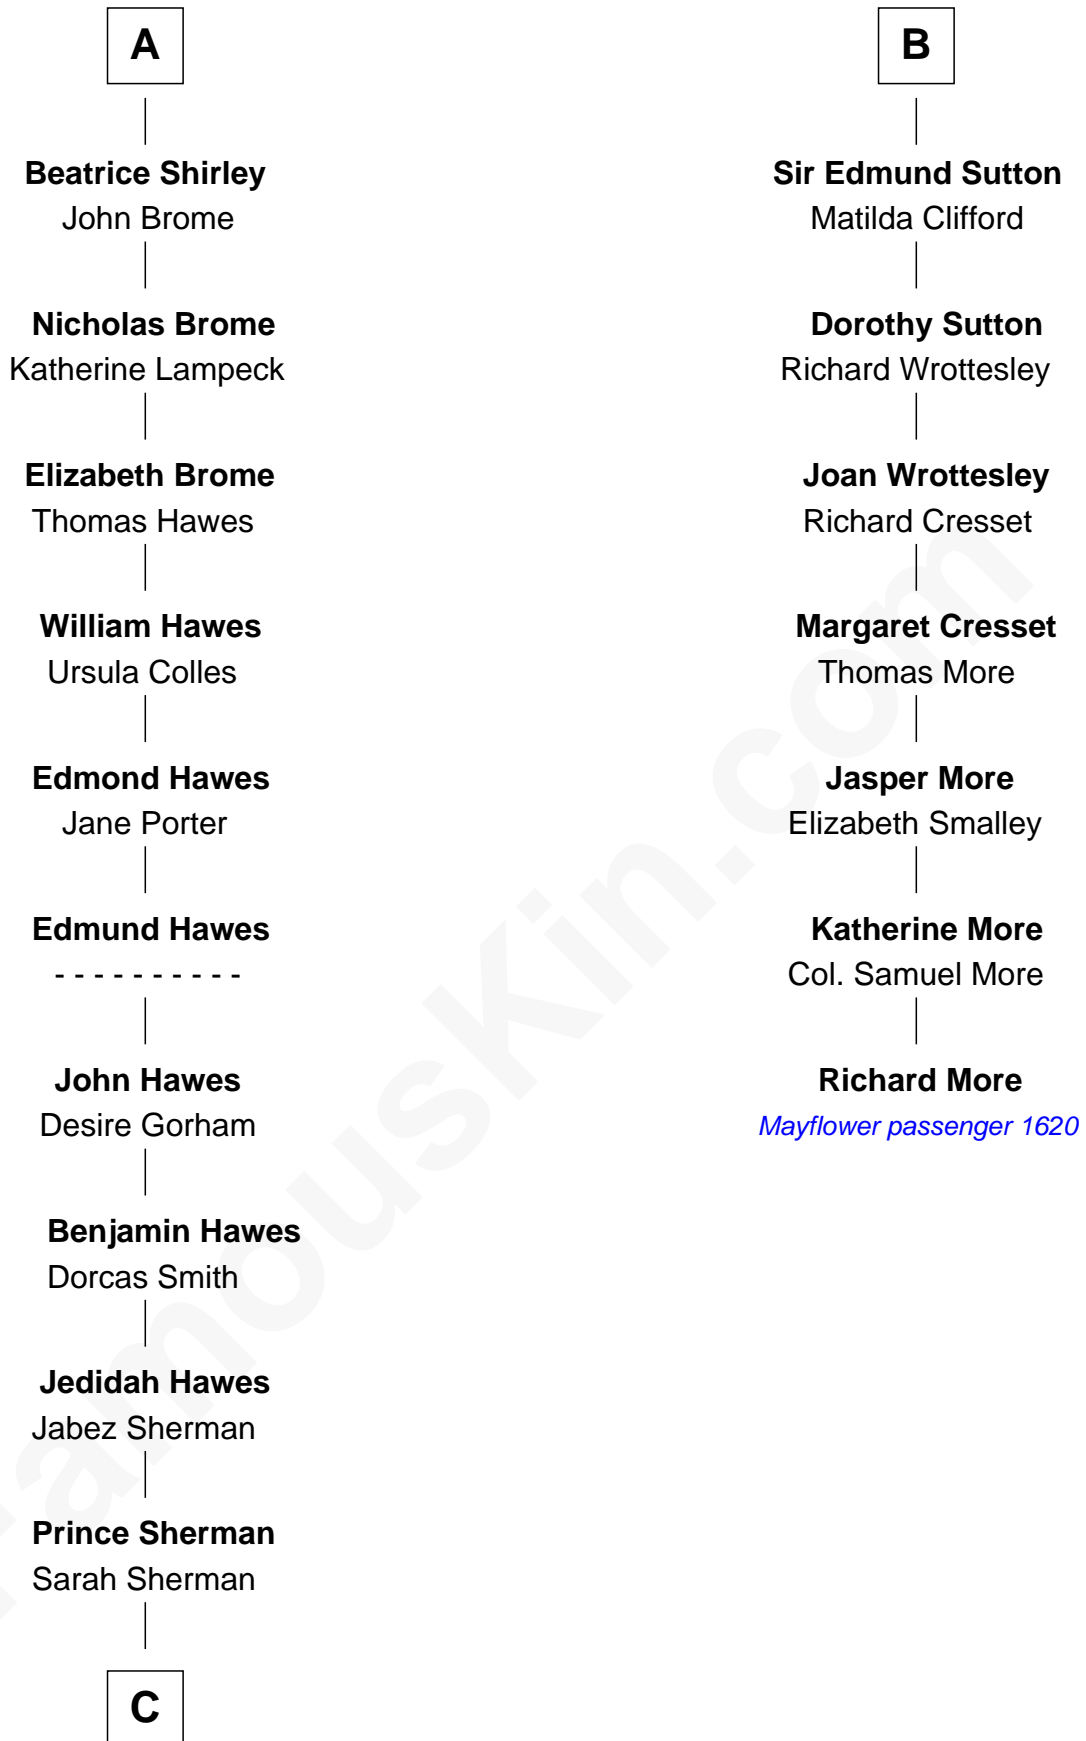 A
Beatrice Shirley
John Brome
Nicholas Brome
Katherine Lampeck
Elizabeth Brome
Thomas Hawes
William Hawes
Ursula Colles
Edmond Hawes
Jane Porter
Edmund Hawes
- - - - - - - - - -
John Hawes
Desire Gorham
Benjamin Hawes
Dorcas Smith
Jedidah Hawes
Jabez Sherman
Prince Sherman
Sarah Sherman
C
B
Sir Edmund Sutton
Matilda Clifford
Dorothy Sutton
Richard Wrottesley
Joan Wrottesley
Richard Cresset
Margaret Cresset
Thomas More
Jasper More
Elizabeth Smalley
Katherine More
Col. Samuel More
Richard More
Mayflower passenger 1620
FamousKin.com